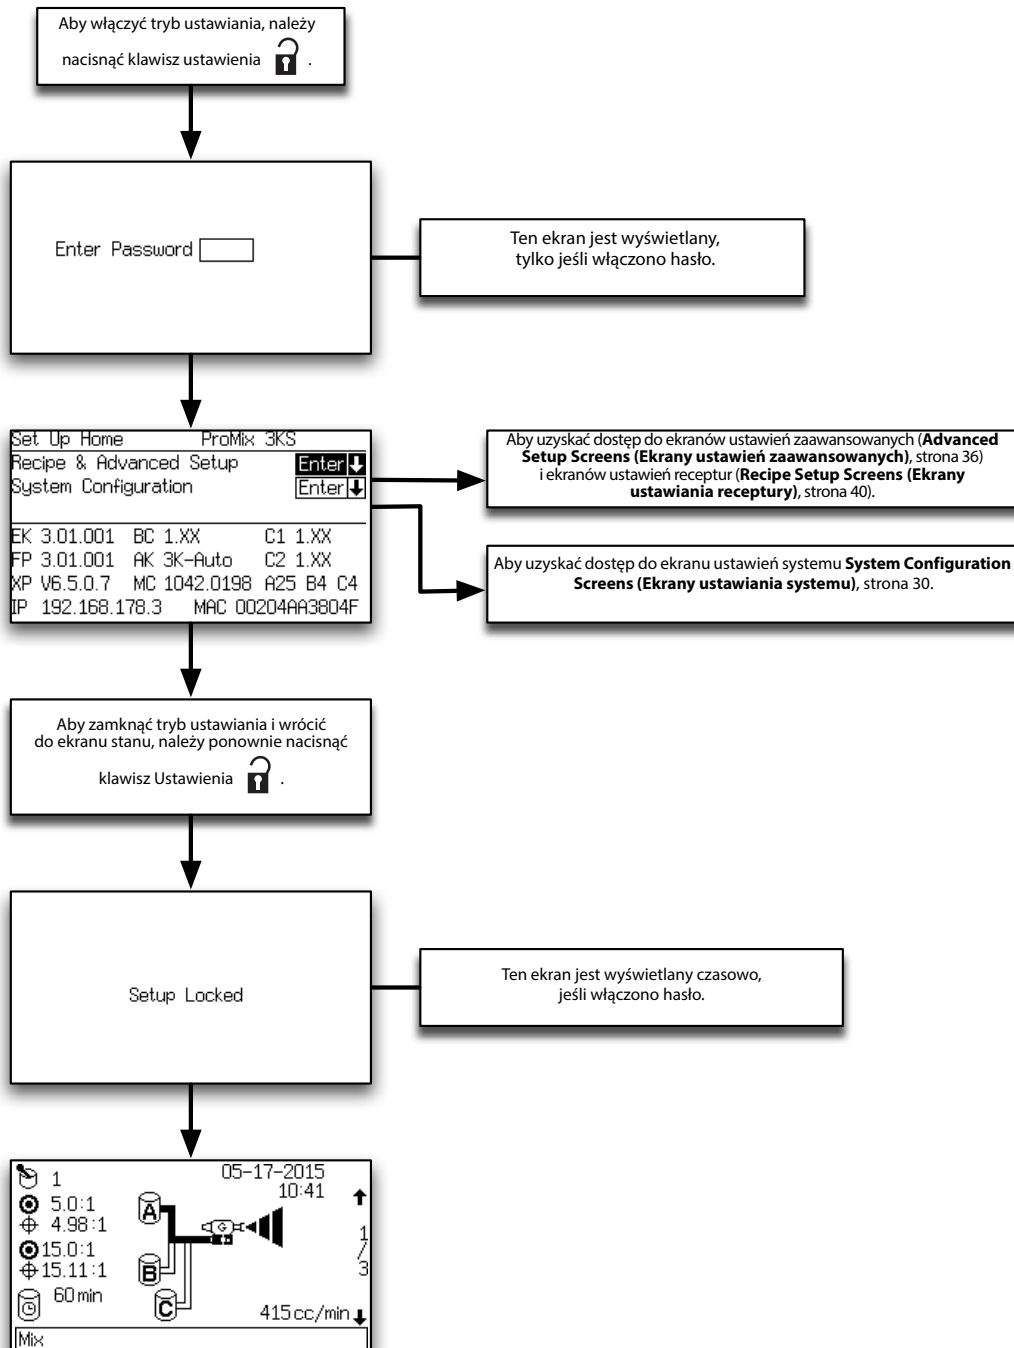 Aby włączyć tryb ustawiania, należy
nacisnąć klawisz ustawienia .
Enter Password
Ten ekran jest wyświetlany,
tylko jeśli włączono hasło.
Set Up Home ProMix 3KS
Recipe & Advanced Setup Enter
System Configuration Enter
EK 3.01.001 BC 1.XX C1 1.XX
FP 3.01.001 AK 3K-Auto C2 1.XX
XP V6.5.0.7 MC 1042.0198 A25 B4 C4
IP 192.168.178.3 MAC 00204AA3804F
Aby uzyskać dostęp do ekranów ustawień zaawansowanych (Advanced
Setup Screens (Ekrany ustawień zaawansowanych), strona 36)
i ekranów ustawień receptur (Recipe Setup Screens (Ekrany
ustawiania receptury), strona 40).
Aby uzyskać dostęp do ekranu ustawień systemu System Configuration
Screens (Ekrany ustawiania systemu), strona 30.
Aby zamknąć tryb ustawiania i wrócić
do ekranu stanu, należy ponownie nacisnąć
klawisz Ustawienia .
Setup Locked
Ten ekran jest wyświetlany czasowo,
jeśli włączono hasło.
1
05-17-2015
10:41
5.0:1
4.98:1
15.0:1
15.11:1
60 min
A
B
C
G
1
/
3
415 cc/min
Mix